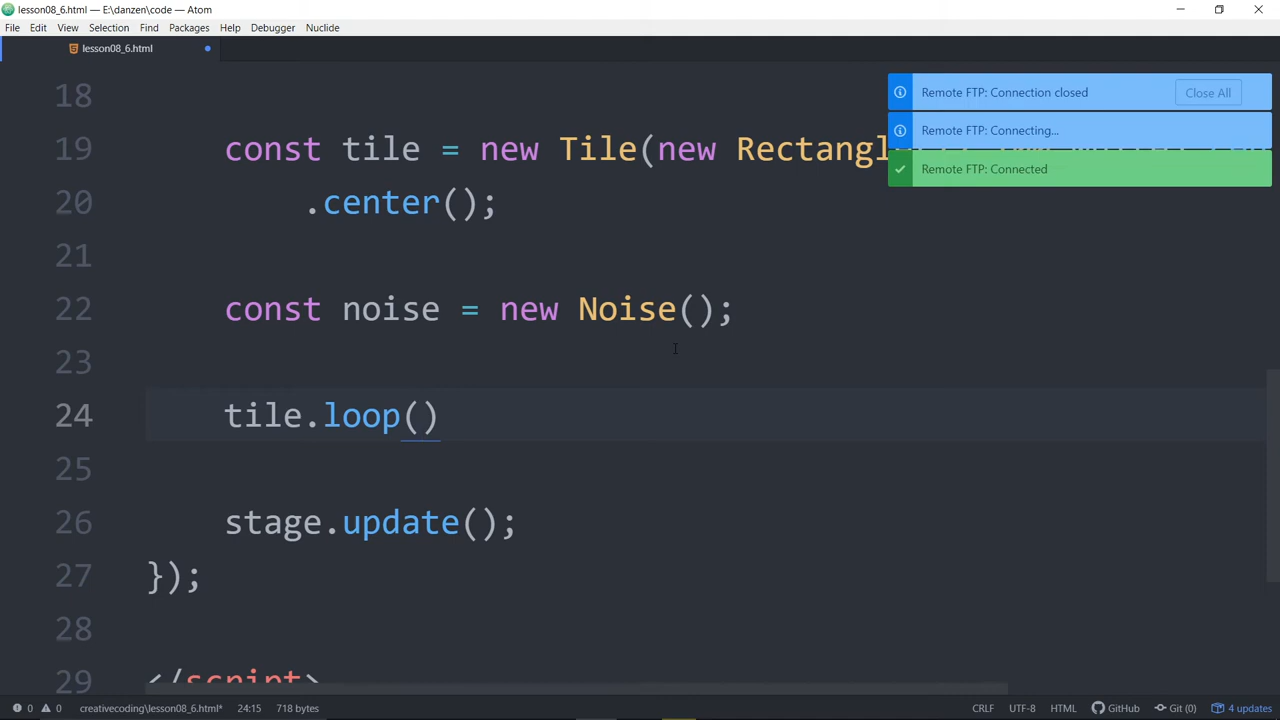 lesson08_6.html — E:\danzen\code — Atom
File Edit View Selection Find Packages Help Debugger Nuclide
lesson08_6.html
Remote FTP: Connection closed
Close All
Remote FTP: Connecting...
Remote FTP: Connected
18
19 const tile = new Tile(new Rectangl
20 .center();
21
22 const noise = new Noise();
23
24 tile.loop()
25
26 stage.update();
27 });
28
29 </script>
0 0 creativecoding\lesson08_6.html* 24:15 718 bytes CRLF UTF-8 HTML GitHub Git (0) 4 updates